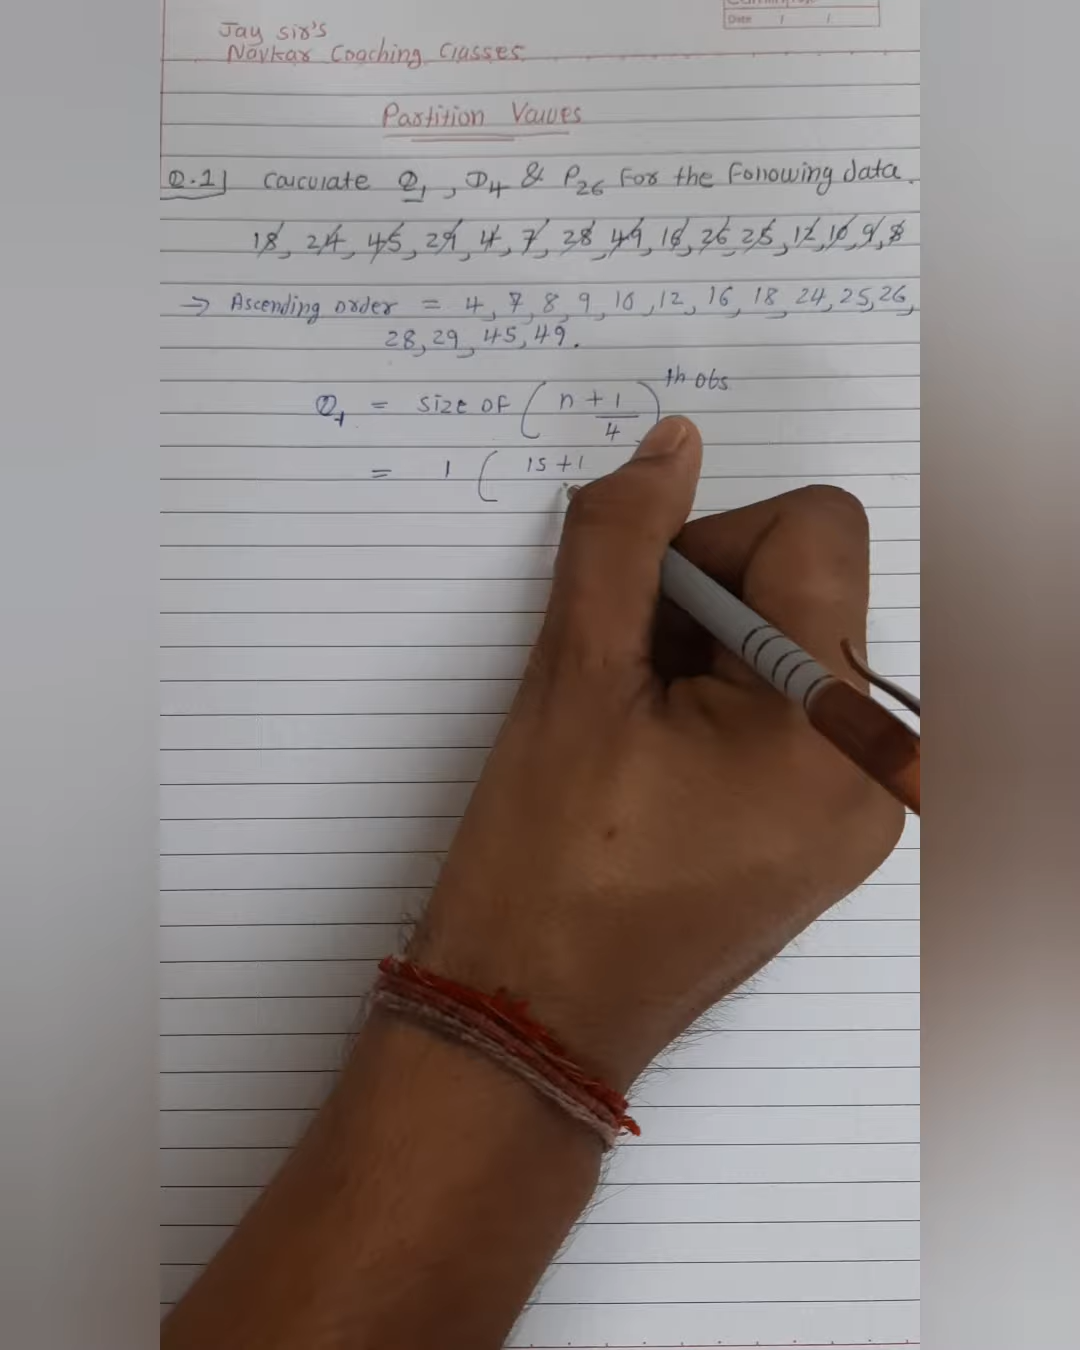 Date / /
Jay sir's
Navkar Coaching Classes.
Partition Values
Q.1] Calculate Q1, D4 & P26 For the Following data.
18, 24, 45, 29, 4, 7, 28, 49, 16, 26, 25, 12, 10, 9, 8
→ Ascending order = 4, 7, 8, 9, 10, 12, 16, 18, 24, 25, 26,
28, 29, 45, 49.
Q1 = size of ( n + 1 / 4 ) th obs
= 1 ( 15 + 1